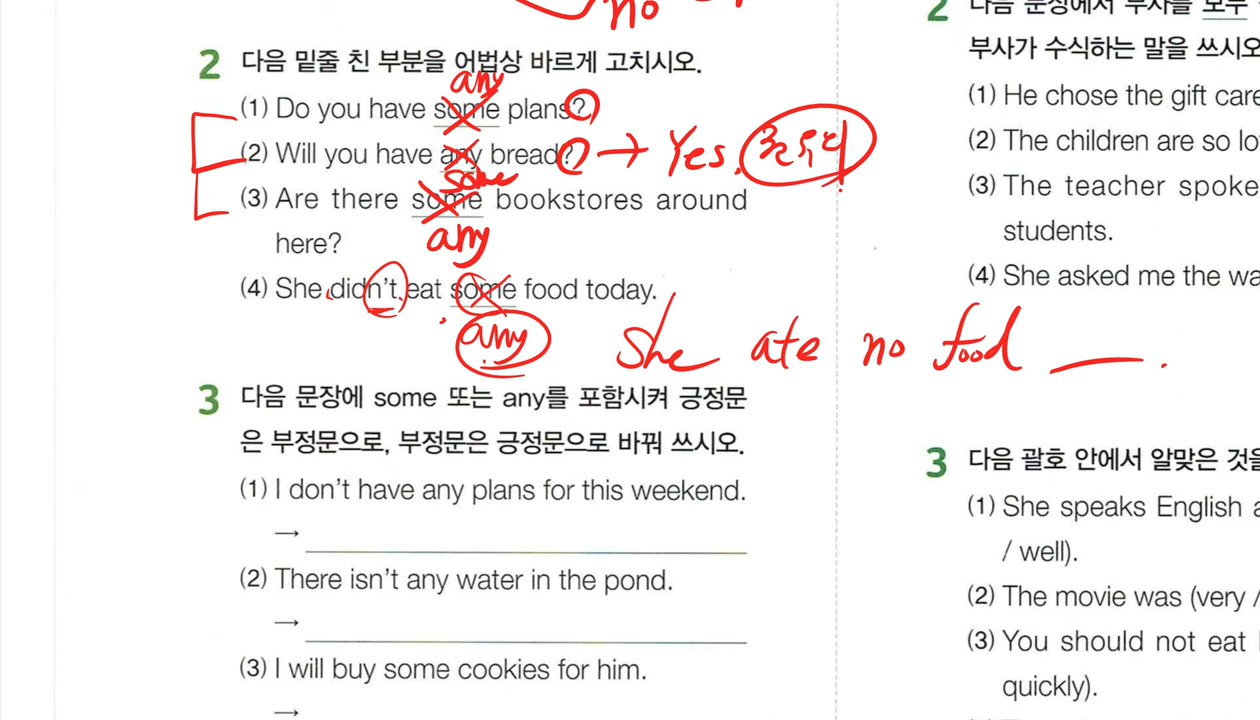 no
2 다음 밑줄 친 부분을 어법상 바르게 고치시오.
any
(1) Do you have some plans?
(2) Will you have any bread? → Yes.
some
(3) Are there some bookstores around
here?
any
(4) She didn't eat some food today.
any She ate no food
3 다음 문장에 some 또는 any를 포함시켜 긍정문
은 부정문으로, 부정문은 긍정문으로 바꿔 쓰시오.
(1) I don't have any plans for this weekend.
→
(2) There isn't any water in the pond.
→
(3) I will buy some cookies for him.
→
2 다음 문장에서 부사를 모두
부사가 수식하는 말을 쓰시오
(1) He chose the gift care
(2) The children are so lo
(3) The teacher spoke
students.
(4) She asked me the wa
3 다음 괄호 안에서 알맞은 것을
(1) She speaks English a
/ well).
(2) The movie was (very /
(3) You should not eat
quickly).